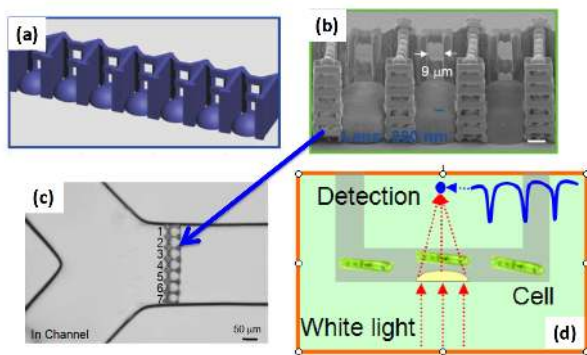 (a)
(b)
9 μm
(c)
1
2
3
4
5
6
7
In Channel
50 μm
Detection
Cell
White light
(d)